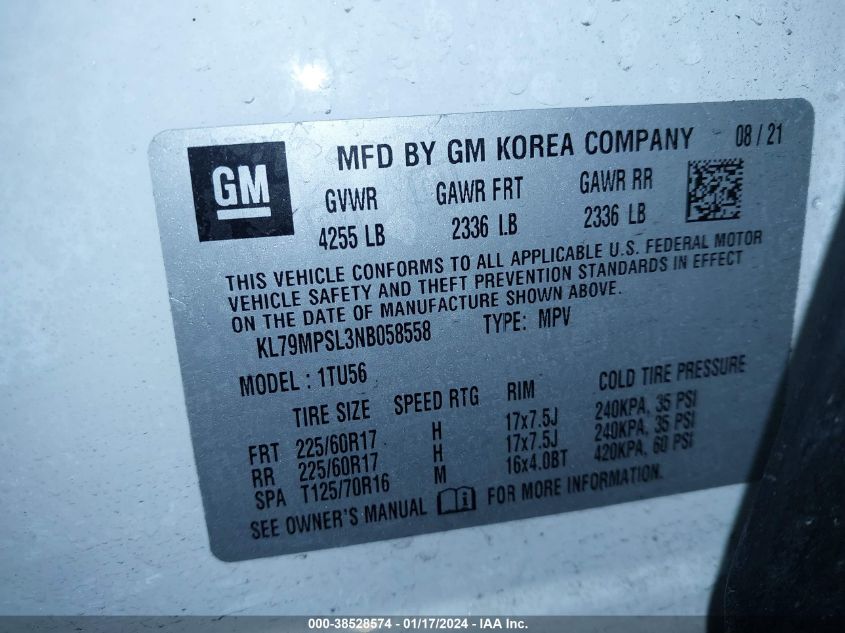 GM
MFD BY GM KOREA COMPANY 08 / 21
GVWR GAWR FRT GAWR RR
4255 LB 2336 LB 2336 LB
THIS VEHICLE CONFORMS TO ALL APPLICABLE U.S. FEDERAL MOTOR
VEHICLE SAFETY AND THEFT PREVENTION STANDARDS IN EFFECT
ON THE DATE OF MANUFACTURE SHOWN ABOVE.
KL79MPSL3NB058558 TYPE: MPV
MODEL : 1TU56
TIRE SIZE SPEED RTG RIM COLD TIRE PRESSURE
FRT 225/60R17 H 17x7.5J 240KPA, 35 PSI
RR 225/60R17 H 17x7.5J 240KPA, 35 PSI
SPA T125/70R16 M 16x4.0BT 420KPA, 60 PSI
SEE OWNER'S MANUAL i FOR MORE INFORMATION.
000-38528574 / 01/17/2024 - IAA Inc.